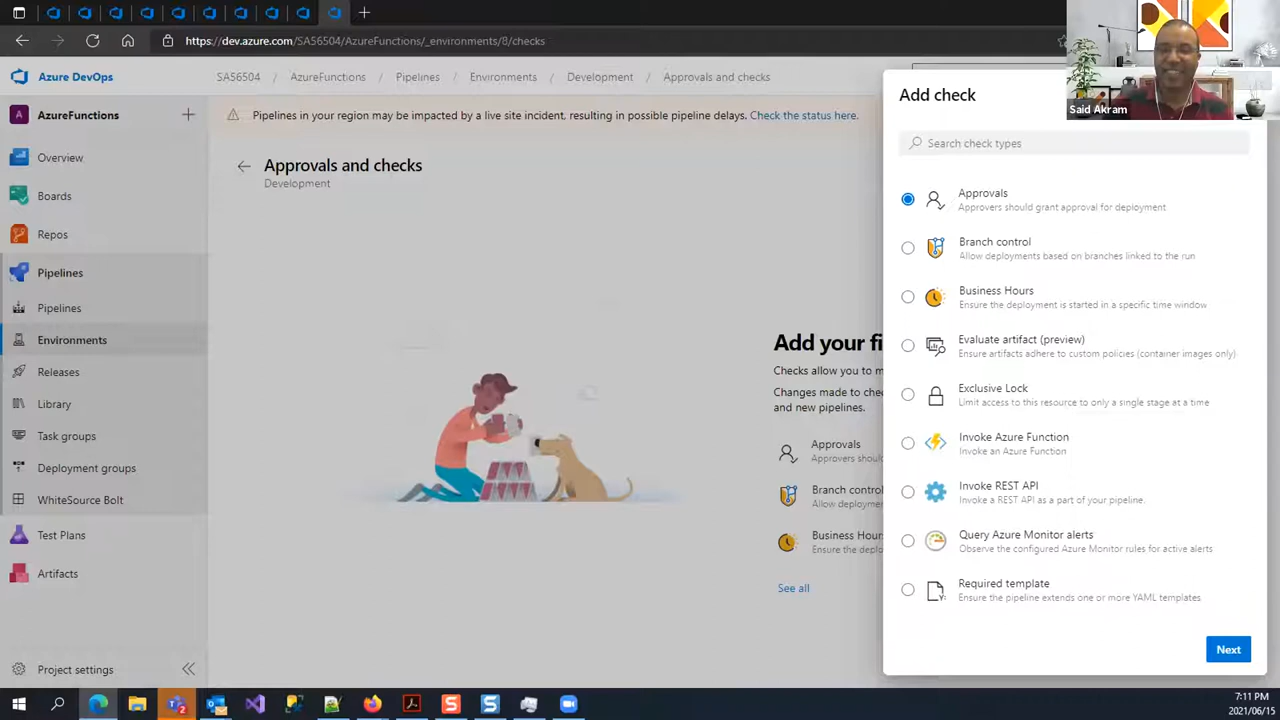 https://dev.azure.com/SA56504/AzureFunctions/_environments/8/checks
Said Akram
Azure DevOps
SA56504 / AzureFunctions / Pipelines / Environments / Development / Approvals and checks
AzureFunctions
Overview
Boards
Repos
Pipelines
Pipelines
Environments
Releases
Library
Task groups
Deployment groups
WhiteSource Bolt
Test Plans
Artifacts
Project settings
Pipelines in your region may be impacted by a live site incident, resulting in possible pipeline delays. Check the status here.
Approvals and checks
Development
Add your fi
Checks allow you to m
Changes made to chec
and new pipelines.
Approvals
Approvers shou
Branch control
Allow deployme
Business Hours
Ensure the deplo
See all
Add check
Search check types
Approvals
Approvers should grant approval for deployment
Branch control
Allow deployments based on branches linked to the run
Business Hours
Ensure the deployment is started in a specific time window
Evaluate artifact (preview)
Ensure artifacts adhere to custom policies (container images only)
Exclusive Lock
Limit access to this resource to only a single stage at a time
Invoke Azure Function
Invoke an Azure Function
Invoke REST API
Invoke a REST API as a part of your pipeline.
Query Azure Monitor alerts
Observe the configured Azure Monitor rules for active alerts
Required template
Ensure the pipeline extends one or more YAML templates
Next
7:11 PM
2021/06/15